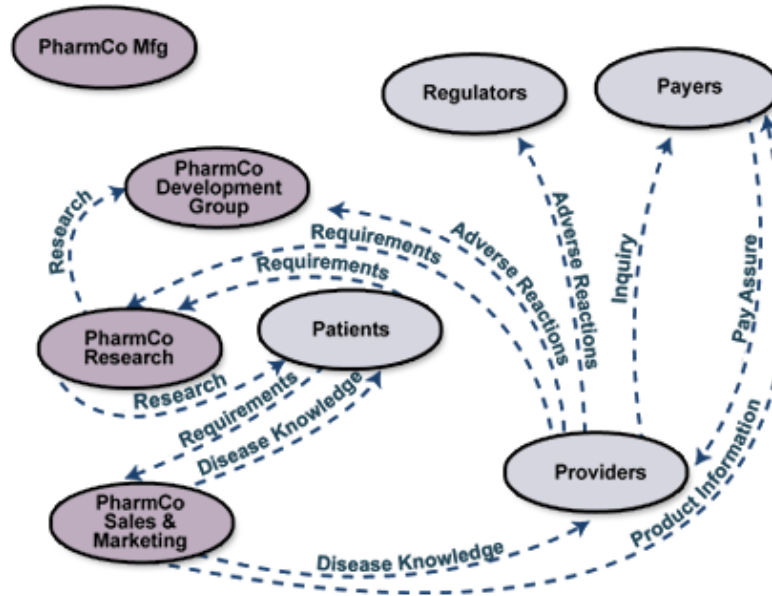 PharmCo Mfg
Regulators
Payers
PharmCo
Development
Group
Research
Adverse Reactions
Adverse Reactions
Inquiry
Pay Assure
Requirements
Requirements
PharmCo
Research
Patients
Research
Requirements
Disease Knowledge
Providers
Product Information
PharmCo
Sales &
Marketing
Disease Knowledge